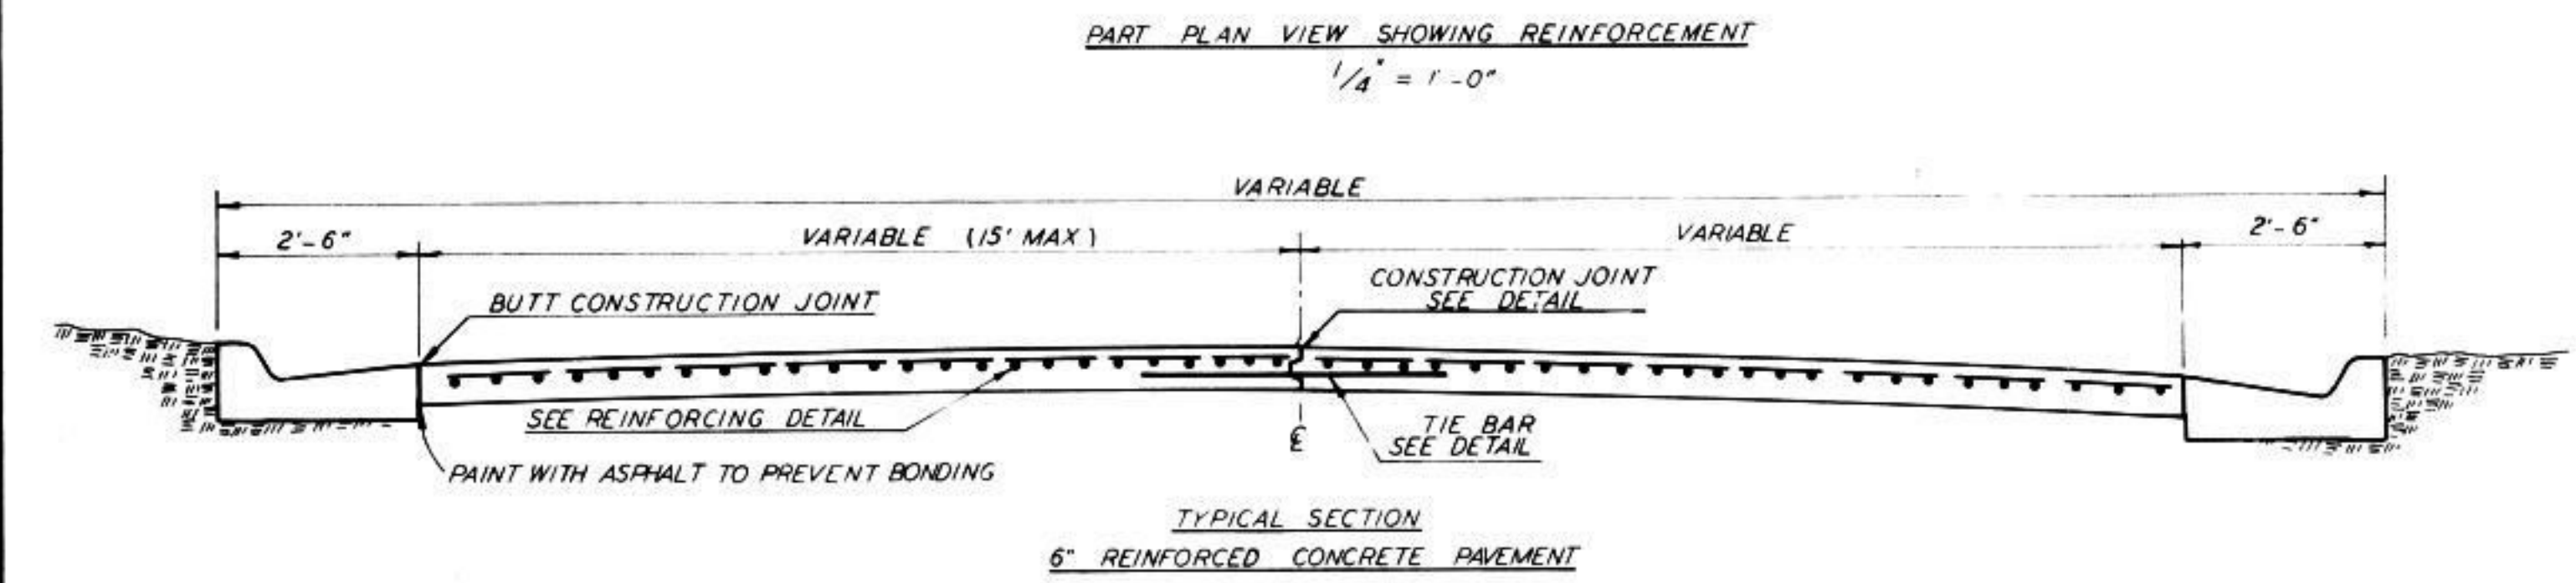 PART PLAN VIEW SHOWING REINFORCEMENT
1/4" = 1'-0"
VARIABLE
2'-6" VARIABLE (15' MAX) VARIABLE 2'-6"
BUTT CONSTRUCTION JOINT
CONSTRUCTION JOINT
SEE DETAIL
SEE REINFORCING DETAIL
℄
TIE BAR
SEE DETAIL
PAINT WITH ASPHALT TO PREVENT BONDING
TYPICAL SECTION
6" REINFORCED CONCRETE PAVEMENT